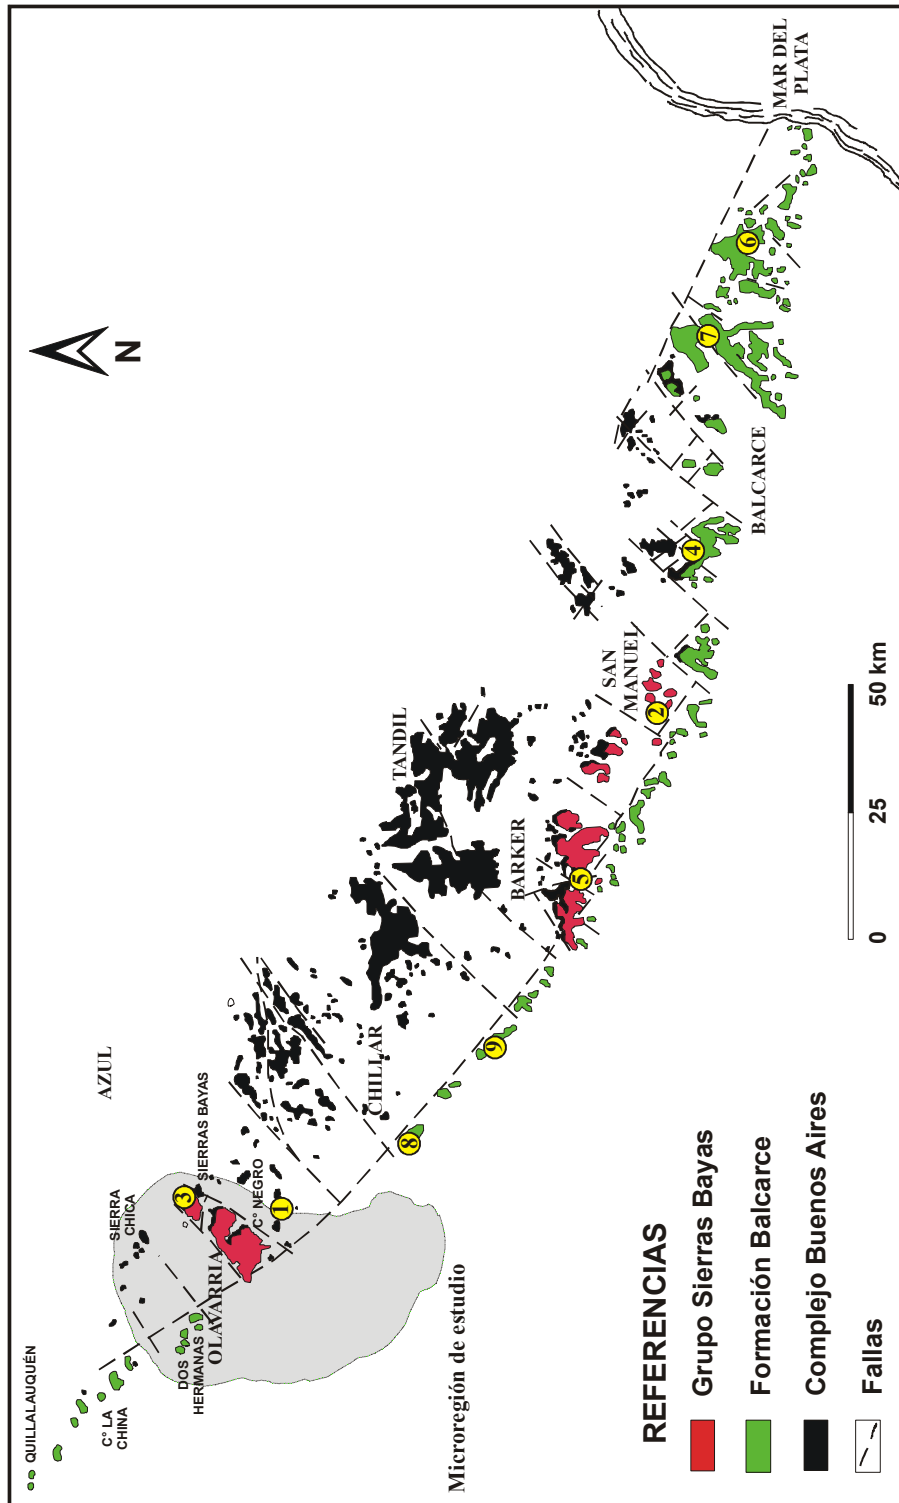 QUILLALAUQUÉN
C° LA
CHINA
DOS
HERMANAS
OLAVARRIA
SIERRA
CHICA
3
SIERRAS BAYAS
C° NEGRO
1
AZUL
CHILLAR
8
9
BARKER
5
TANDIL
SAN
MANUEL
2
4
BALCARCE
7
6
MAR DEL
PLATA
N
Microregión de estudio
0
25
50 km
REFERENCIAS
Grupo Sierras Bayas
Formación Balcarce
Complejo Buenos Aires
Fallas